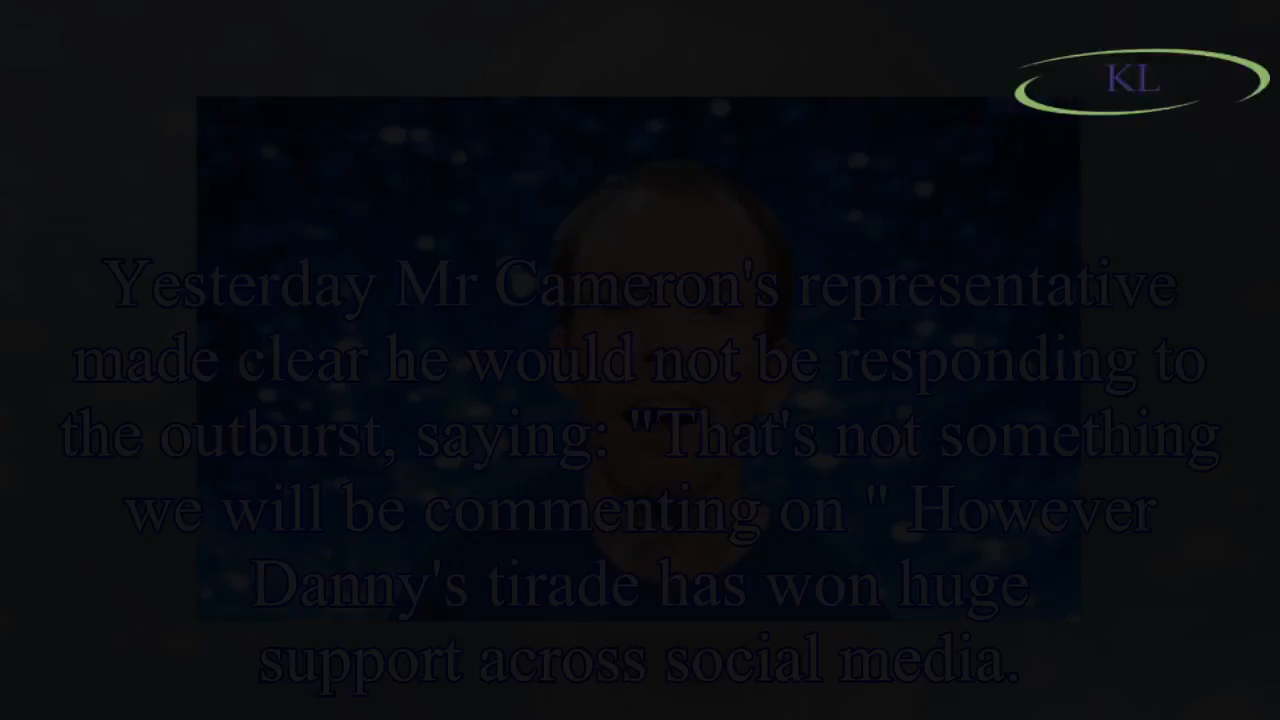 KL
Yesterday Mr Cameron's representative
made clear he would not be responding to
the outburst, saying: "That's not something
we will be commenting on " However
Danny's tirade has won huge
support across social media.